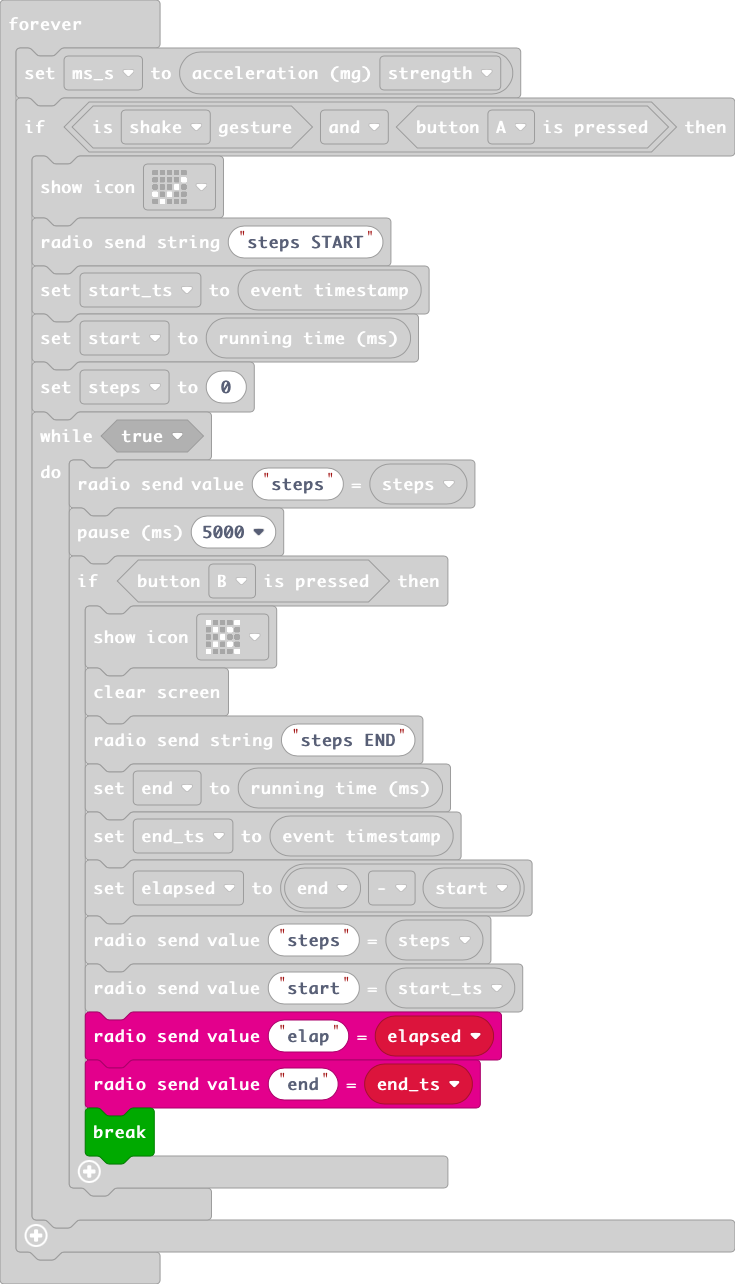 forever
set ms_s to acceleration (mg) strength
if is shake gesture and button A is pressed then
show icon
radio send string "steps START"
set start_ts to event timestamp
set start to running time (ms)
set steps to 0
while true
do
radio send value "steps" = steps
pause (ms) 5000
if button B is pressed then
show icon
clear screen
radio send string "steps END"
set end to running time (ms)
set end_ts to event timestamp
set elapsed to end - start
radio send value "steps" = steps
radio send value "start" = start_ts
radio send value "elap" = elapsed
radio send value "end" = end_ts
break